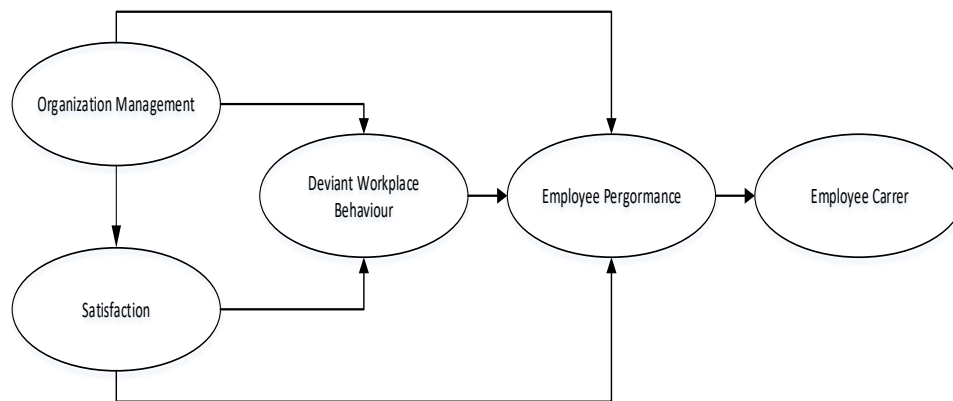 Organization Management
Deviant Workplace
Behaviour
Employee Pergormance
Employee Carrer
Satisfaction